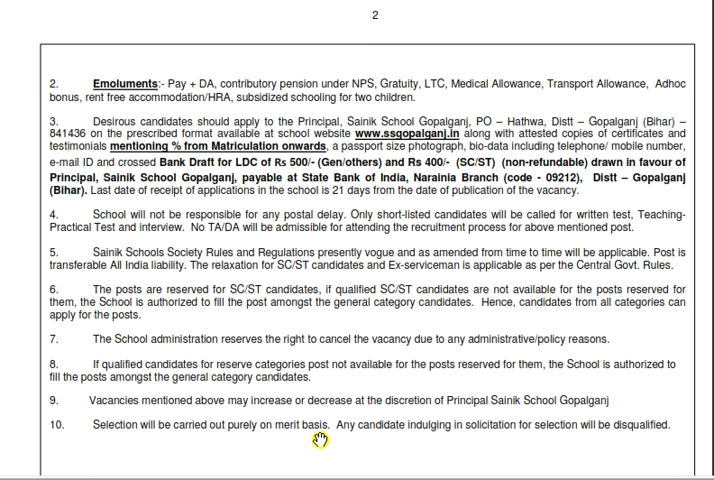 2
2. Emoluments:- Pay + DA, contributory pension under NPS, Gratuity, LTC, Medical Allowance, Transport Allowance, Adhoc
bonus, rent free accommodation/HRA, subsidized schooling for two children.
3. Desirous candidates should apply to the Principal, Sainik School Gopalganj, PO – Hathwa, Distt – Gopalganj (Bihar) –
841436 on the prescribed format available at school website www.ssgopalganj.in along with attested copies of certificates and
testimonials mentioning % from Matriculation onwards, a passport size photograph, bio-data including telephone/ mobile number,
e-mail ID and crossed Bank Draft for LDC of Rs 500/- (Gen/others) and Rs 400/- (SC/ST) (non-refundable) drawn in favour of
Principal, Sainik School Gopalganj, payable at State Bank of India, Narainia Branch (code - 09212), Distt – Gopalganj
(Bihar). Last date of receipt of applications in the school is 21 days from the date of publication of the vacancy.
4. School will not be responsible for any postal delay. Only short-listed candidates will be called for written test, Teaching-
Practical Test and interview. No TA/DA will be admissible for attending the recruitment process for above mentioned post.
5. Sainik Schools Society Rules and Regulations presently vogue and as amended from time to time will be applicable. Post is
transferable All India liability. The relaxation for SC/ST candidates and Ex-serviceman is applicable as per the Central Govt. Rules.
6. The posts are reserved for SC/ST candidates, if qualified SC/ST candidates are not available for the posts reserved for
them, the School is authorized to fill the post amongst the general category candidates. Hence, candidates from all categories can
apply for the posts.
7. The School administration reserves the right to cancel the vacancy due to any administrative/policy reasons.
8. If qualified candidates for reserve categories post not available for the posts reserved for them, the School is authorized to
fill the posts amongst the general category candidates.
9. Vacancies mentioned above may increase or decrease at the discretion of Principal Sainik School Gopalganj
10. Selection will be carried out purely on merit basis. Any candidate indulging in solicitation for selection will be disqualified.